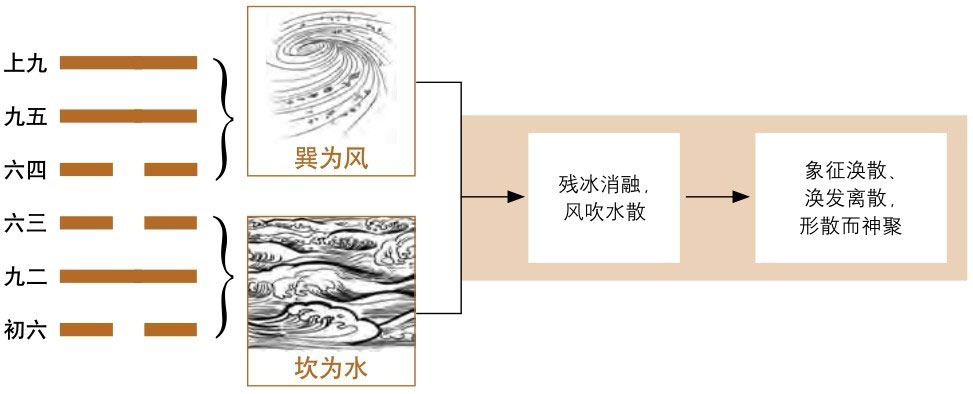 上九
九五
六四
六三
九二
初六
巽为风
坎为水
残冰消融，
风吹水散
象征涣散、
涣发离散，
形散而神聚